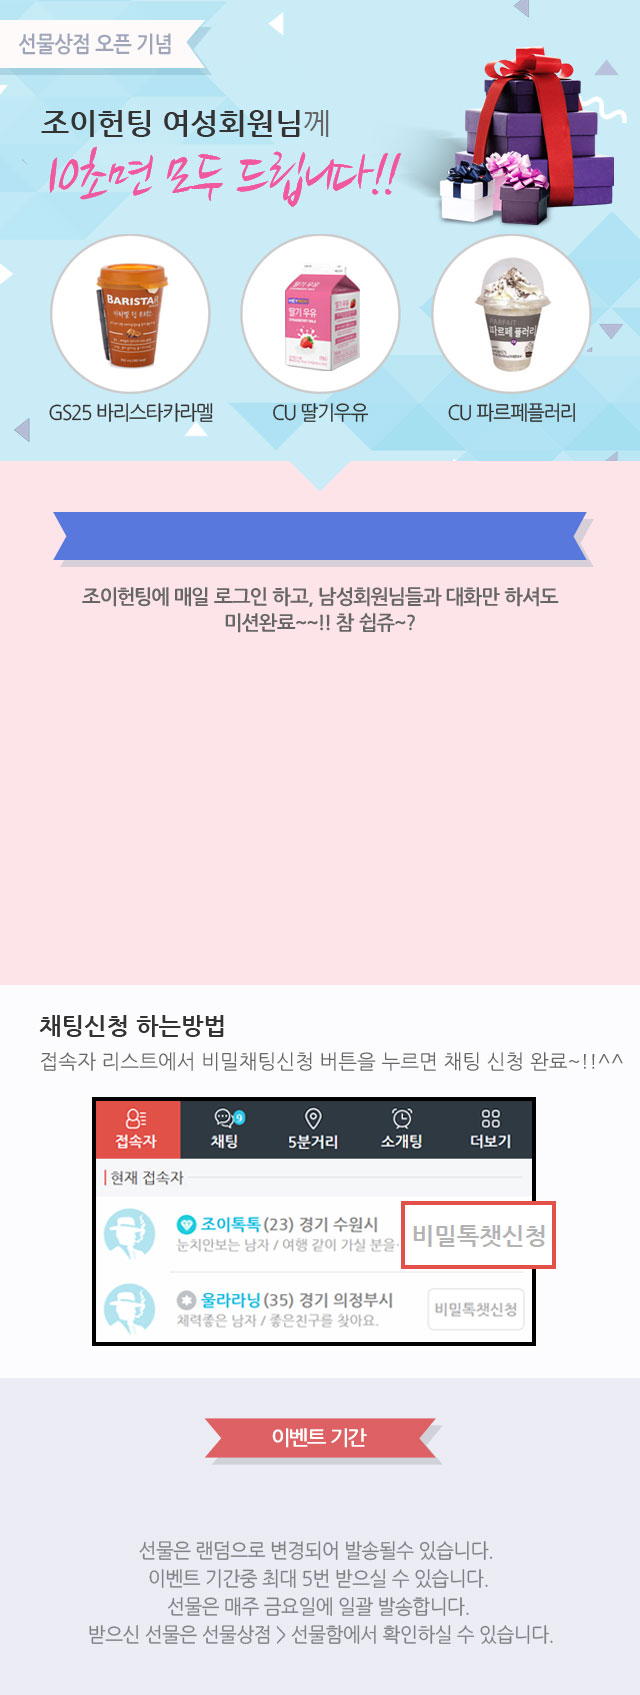 선물상점 오픈 기념
조이헌팅 여성회원님께
10초면 모두 드립니다!!
BARISTA
딸기 우유
PARFAIT
파르페 플러리
GS25 바리스타카라멜
CU 딸기우유
CU 파르페플러리
조이헌팅에 매일 로그인 하고, 남성회원님들과 대화만 하셔도
미션완료~~!! 참 쉽쥬~?
채팅신청 하는방법
접속자 리스트에서 비밀채팅신청 버튼을 누르면 채팅 신청 완료~!!^^
9
접속자 채팅 5분거리 소개팅 더보기
현재 접속자
조이톡톡(23) 경기 수원시
눈치안보는 남자 / 여행 같이 가실 분을
비밀톡챗신청
울라라닝(35) 경기 의정부시
체력좋은 남자 / 좋은친구를 찾아요.
비밀톡챗신청
이벤트 기간
선물은 랜덤으로 변경되어 발송될수 있습니다.
이벤트 기간중 최대 5번 받으실 수 있습니다.
선물은 매주 금요일에 일괄 발송합니다.
받으신 선물은 선물상점 > 선물함에서 확인하실 수 있습니다.